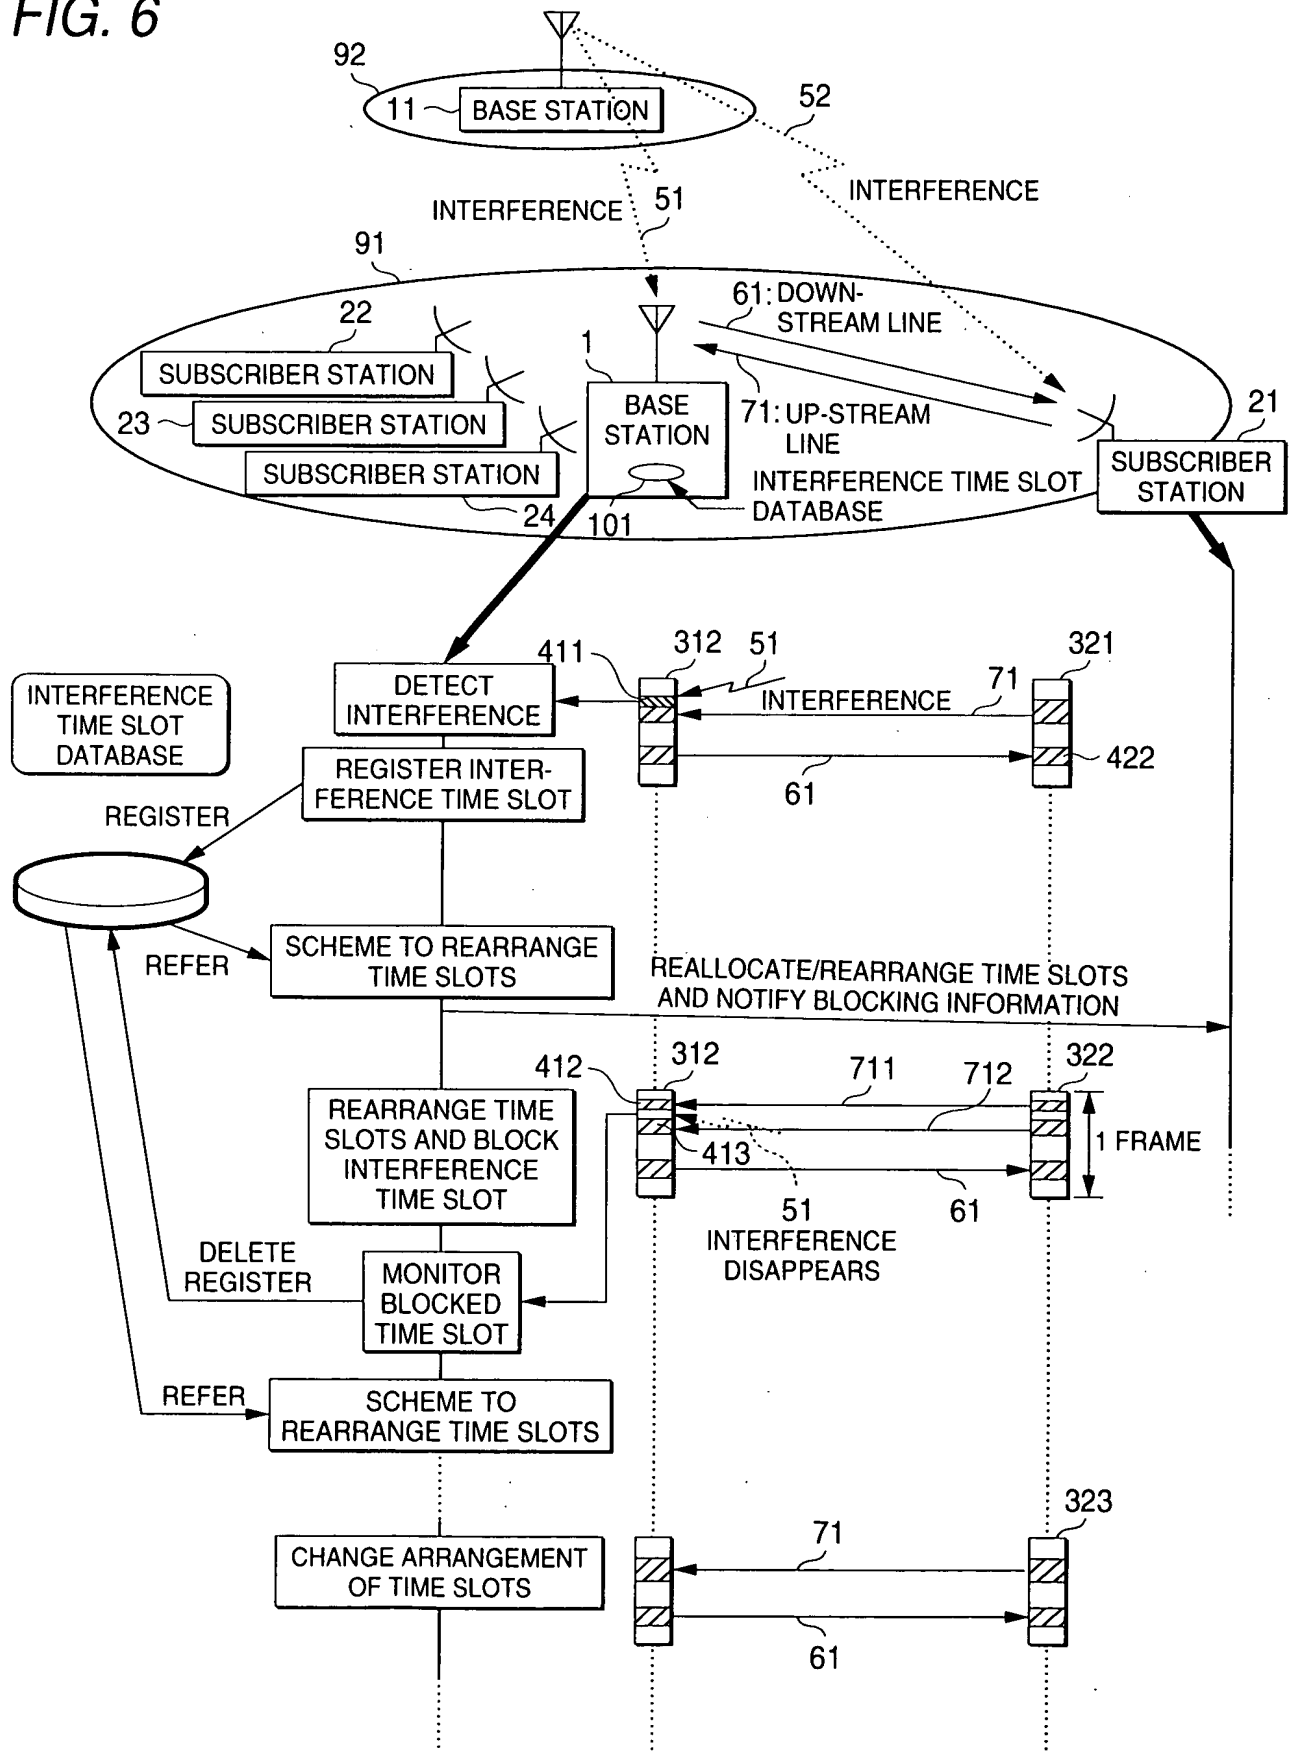 FIG. 6
92
11
BASE STATION
52
INTERFERENCE
INTERFERENCE
51
91
61: DOWN-
STREAM LINE
22
SUBSCRIBER STATION
23
SUBSCRIBER STATION
SUBSCRIBER STATION
24
1
BASE
STATION
101
71: UP-STREAM
LINE
INTERFERENCE TIME SLOT
DATABASE
21
SUBSCRIBER
STATION
INTERFERENCE
TIME SLOT
DATABASE
DETECT
INTERFERENCE
411
312
51
INTERFERENCE
71
321
61
422
REGISTER INTER-
FERENCE TIME SLOT
REGISTER
REFER
SCHEME TO REARRANGE
TIME SLOTS
REALLOCATE/REARRANGE TIME SLOTS
AND NOTIFY BLOCKING INFORMATION
412
312
711
712
322
413
1 FRAME
61
51
INTERFERENCE
DISAPPEARS
REARRANGE TIME
SLOTS AND BLOCK
INTERFERENCE
TIME SLOT
DELETE
REGISTER
MONITOR
BLOCKED
TIME SLOT
REFER
SCHEME TO
REARRANGE TIME SLOTS
323
71
CHANGE ARRANGEMENT
OF TIME SLOTS
61